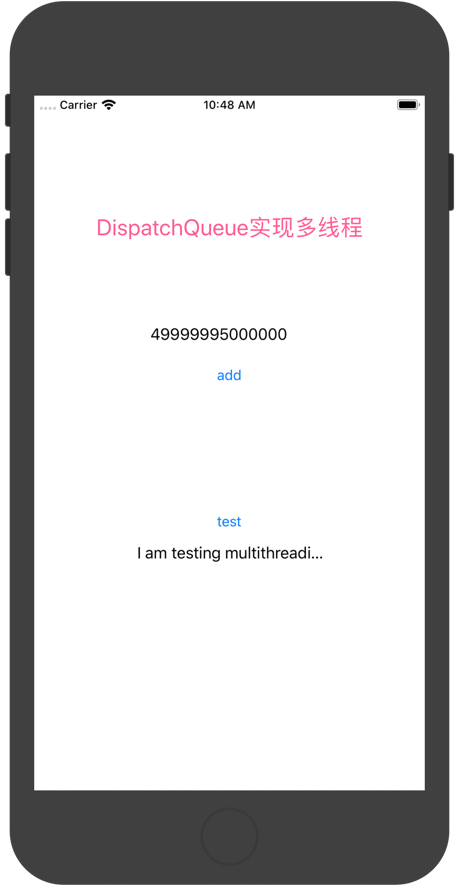 Carrier 10:48 AM
DispatchQueue实现多线程
49999995000000
add
test
I am testing multithreadi...